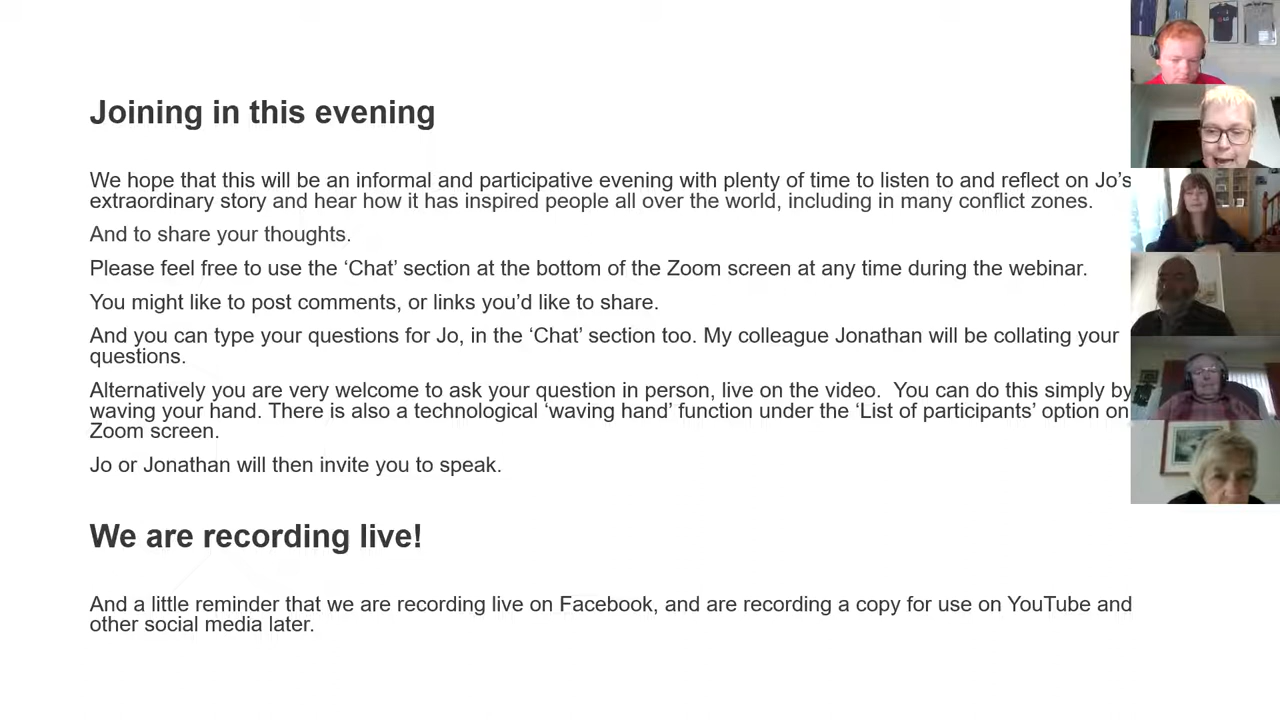 Joining in this evening
We hope that this will be an informal and participative evening with plenty of time to listen to and reflect on Jo’s
extraordinary story and hear how it has inspired people all over the world, including in many conflict zones.
And to share your thoughts.
Please feel free to use the ‘Chat’ section at the bottom of the Zoom screen at any time during the webinar.
You might like to post comments, or links you’d like to share.
And you can type your questions for Jo, in the ‘Chat’ section too. My colleague Jonathan will be collating your
questions.
Alternatively you are very welcome to ask your question in person, live on the video.  You can do this simply by
waving your hand. There is also a technological ‘waving hand’ function under the ‘List of participants’ option on
Zoom screen.
Jo or Jonathan will then invite you to speak.
We are recording live!
And a little reminder that we are recording live on Facebook, and are recording a copy for use on YouTube and
other social media later.